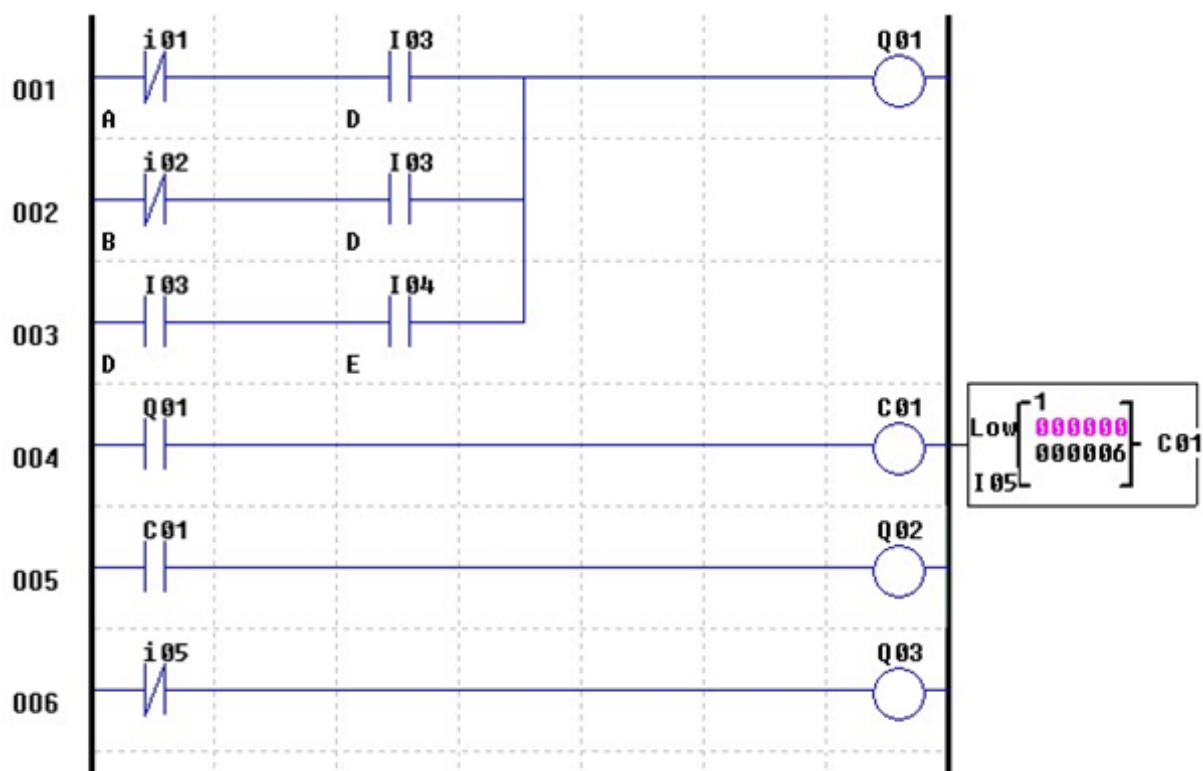 i01 I03 Q01
001
A D
i02 I03
002
B D
I03 I04
003
D E
Q01 C01
004
1
Low 000000
000006 C01
I05
C01 Q02
005
i05 Q03
006